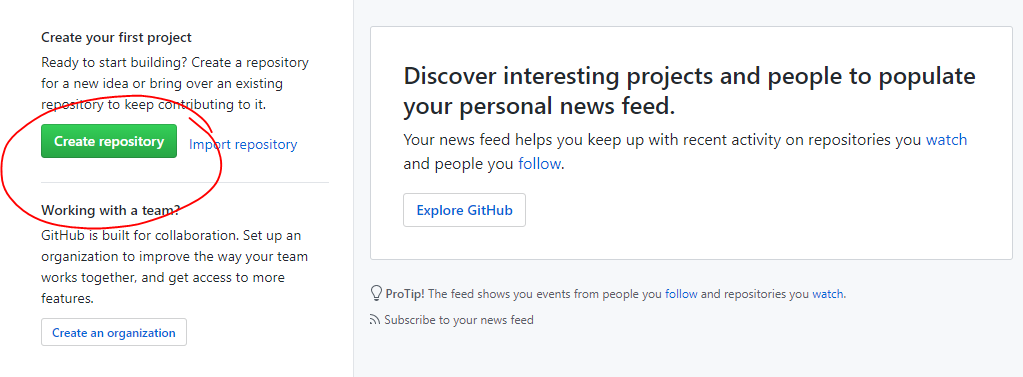 Create your first project
Ready to start building? Create a repository
for a new idea or bring over an existing
repository to keep contributing to it.
Create repository
Import repository
Working with a team?
GitHub is built for collaboration. Set up an
organization to improve the way your team
works together, and get access to more
features.
Create an organization
Discover interesting projects and people to populate
your personal news feed.
Your news feed helps you keep up with recent activity on repositories you watch
and people you follow.
Explore GitHub
ProTip! The feed shows you events from people you follow and repositories you watch.
Subscribe to your news feed